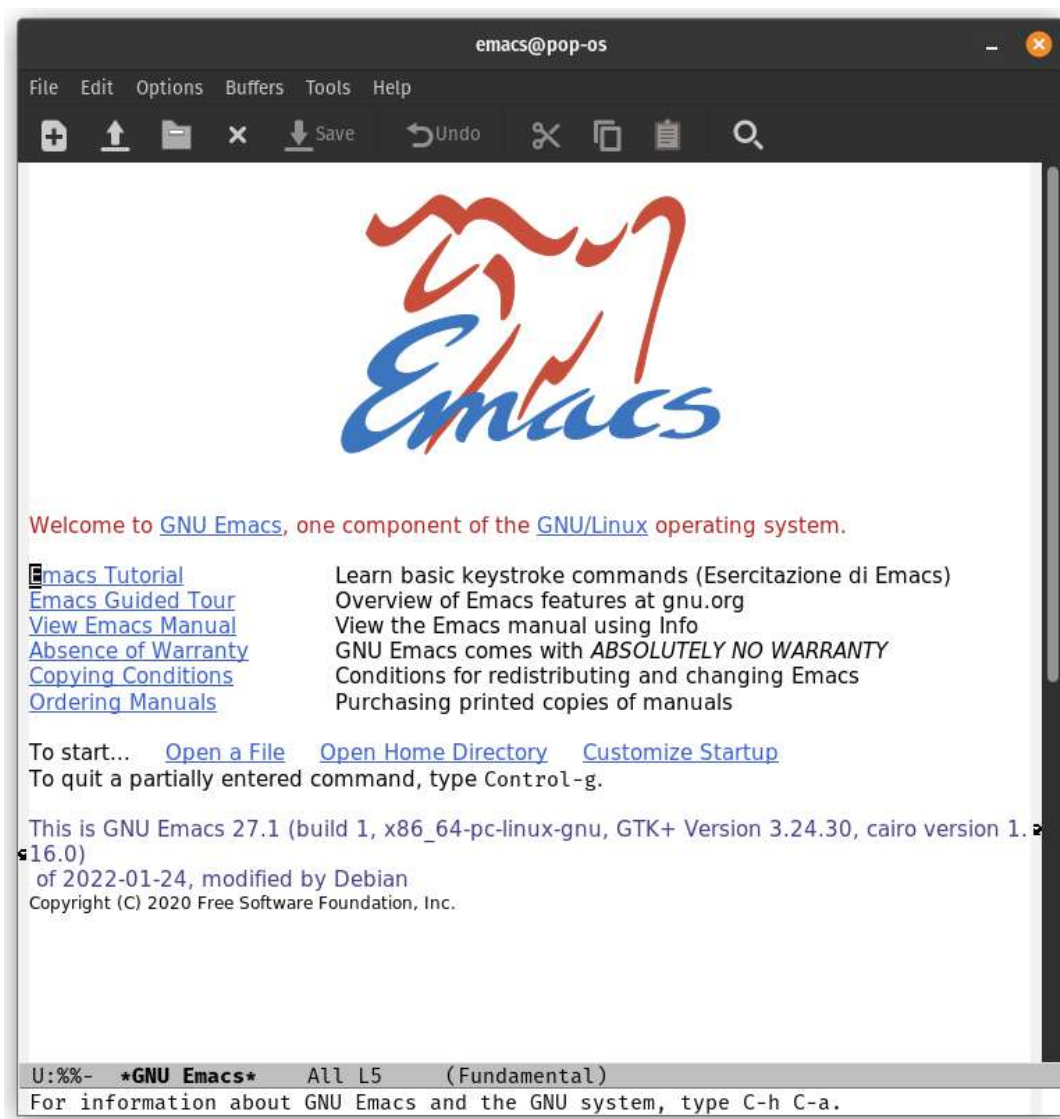 emacs@pop-os
File Edit Options Buffers Tools Help
Save Undo
Emacs
Welcome to GNU Emacs, one component of the GNU/Linux operating system.
Emacs Tutorial Learn basic keystroke commands (Esercitazione di Emacs)
Emacs Guided Tour Overview of Emacs features at gnu.org
View Emacs Manual View the Emacs manual using Info
Absence of Warranty GNU Emacs comes with ABSOLUTELY NO WARRANTY
Copying Conditions Conditions for redistributing and changing Emacs
Ordering Manuals Purchasing printed copies of manuals
To start... Open a File Open Home Directory Customize Startup
To quit a partially entered command, type Control-g.
This is GNU Emacs 27.1 (build 1, x86_64-pc-linux-gnu, GTK+ Version 3.24.30, cairo version 1.
16.0)
of 2022-01-24, modified by Debian
Copyright (C) 2020 Free Software Foundation, Inc.
U:%%- *GNU Emacs* All L5 (Fundamental)
For information about GNU Emacs and the GNU system, type C-h C-a.